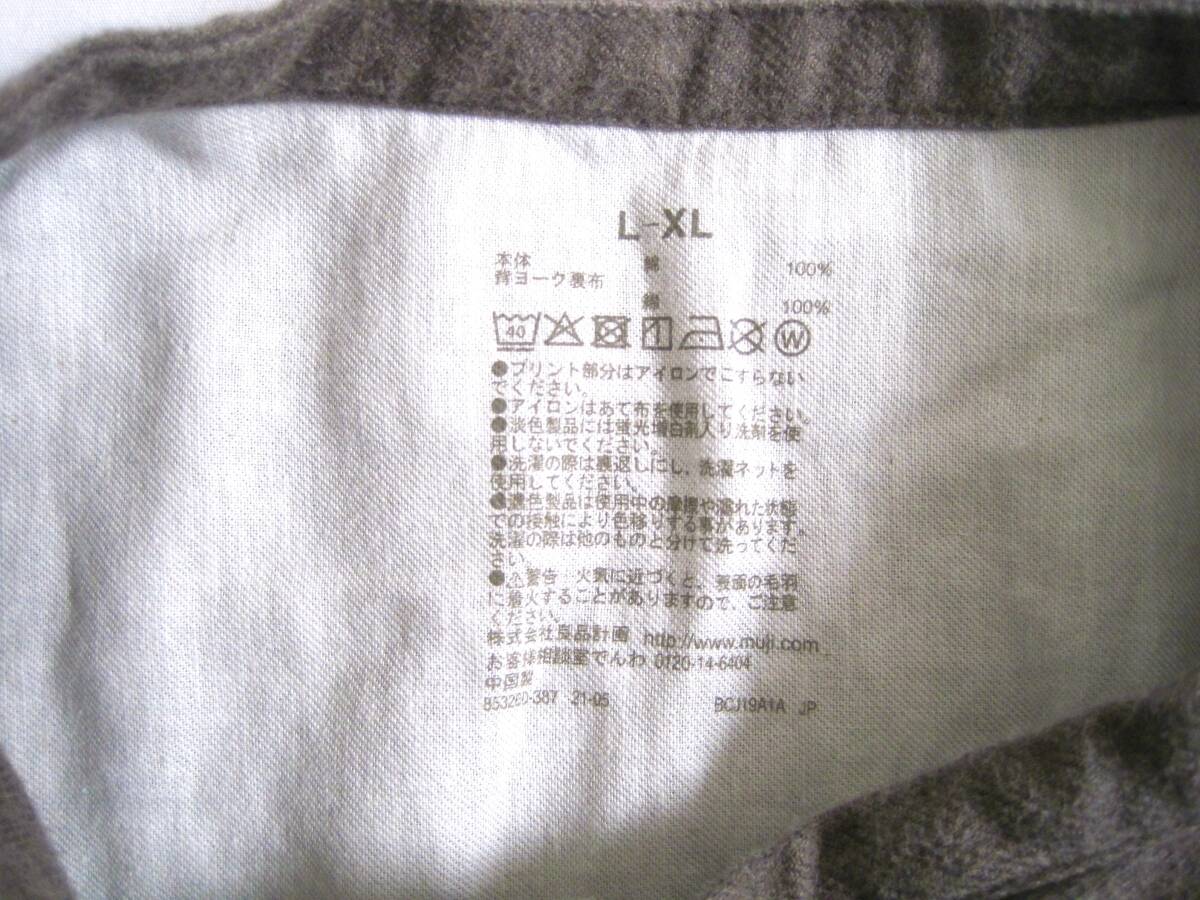 L-XL
本体 綿 100%
背ヨーク裏布
綿 100%
40 W
●プリント部分はアイロンでこすらない
でください。
●アイロンはあて布を使用してください。
●淡色製品には蛍光増白剤入り洗剤を使
用しないでください。
●洗濯の際は裏返しにし、洗濯ネットを
使用してください。
●濃色製品は使用中の摩擦や濡れた状態
での接触により色移りする事があります。
洗濯の際は他のものと分けて洗ってくだ
さい。
●⚠警告 火気に近づくと、表面の毛羽
に着火することがありますので、ご注意
ください。
株式会社良品計画 http://www.muji.com
お客様相談室でんわ 0120-14-6404
中国製
21-05 BCJ19A1A JP